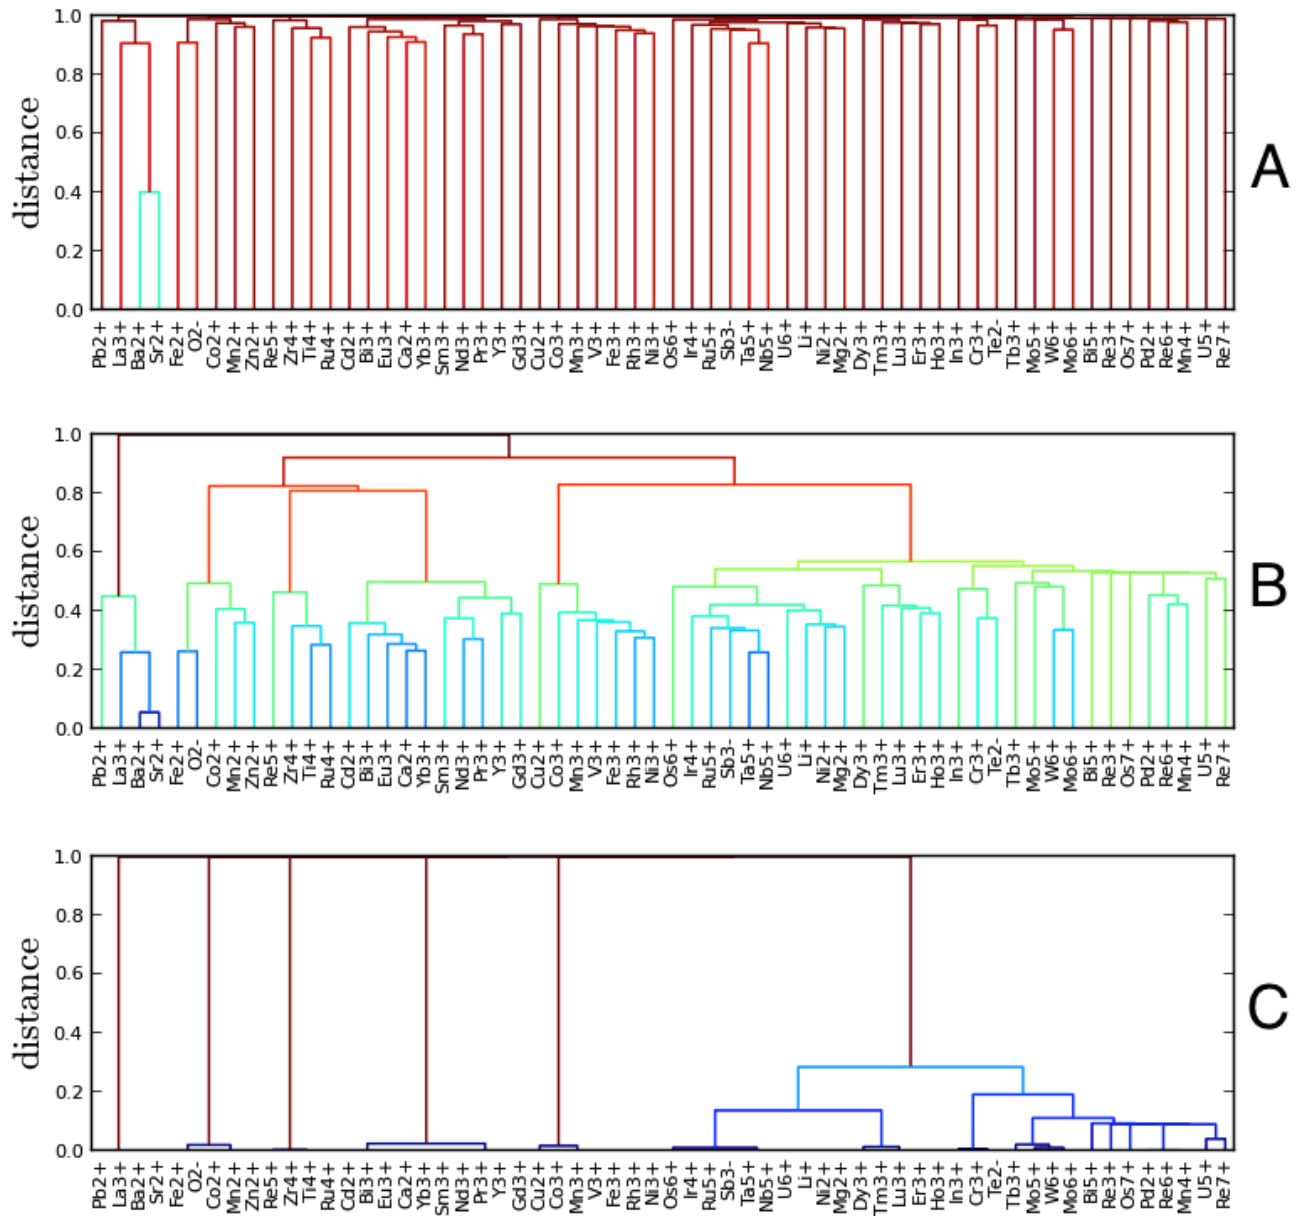 1.0
0.8
0.6
0.4
0.2
0.0
distance
A
Pb2+ La3+ Ba2+ Sr2+ Fe2+ O2- Co2+ Mn2+ Zn2+ Re5+ Zr4+ Ti4+ Ru4+ Cd2+ Bi3+ Eu3+ Ca2+ Yb3+ Sm3+ Nd3+ Pr3+ Y3+ Gd3+ Cu2+ Co3+ Mn3+ V3+ Fe3+ Rh3+ Ni3+ Os6+ Ir4+ Ru5+ Sb3- Ta5+ Nb5+ U6+ Li+ Ni2+ Mg2+ Dy3+ Tm3+ Lu3+ Er3+ Ho3+ In3+ Cr3+ Te2- Tb3+ Mo5+ W6+ Mo6+ Bi5+ Re3+ Os7+ Pd2+ Re6+ Mn4+ U5+ Re7+
1.0
0.8
0.6
0.4
0.2
0.0
distance
B
Pb2+ La3+ Ba2+ Sr2+ Fe2+ O2- Co2+ Mn2+ Zn2+ Re5+ Zr4+ Ti4+ Ru4+ Cd2+ Bi3+ Eu3+ Ca2+ Yb3+ Sm3+ Nd3+ Pr3+ Y3+ Gd3+ Cu2+ Co3+ Mn3+ V3+ Fe3+ Rh3+ Ni3+ Os6+ Ir4+ Ru5+ Sb3- Ta5+ Nb5+ U6+ Li+ Ni2+ Mg2+ Dy3+ Tm3+ Lu3+ Er3+ Ho3+ In3+ Cr3+ Te2- Tb3+ Mo5+ W6+ Mo6+ Bi5+ Re3+ Os7+ Pd2+ Re6+ Mn4+ U5+ Re7+
1.0
0.8
0.6
0.4
0.2
0.0
distance
C
Pb2+ La3+ Ba2+ Sr2+ Fe2+ O2- Co2+ Mn2+ Zn2+ Re5+ Zr4+ Ti4+ Ru4+ Cd2+ Bi3+ Eu3+ Ca2+ Yb3+ Sm3+ Nd3+ Pr3+ Y3+ Gd3+ Cu2+ Co3+ Mn3+ V3+ Fe3+ Rh3+ Ni3+ Os6+ Ir4+ Ru5+ Sb3- Ta5+ Nb5+ U6+ Li+ Ni2+ Mg2+ Dy3+ Tm3+ Lu3+ Er3+ Ho3+ In3+ Cr3+ Te2- Tb3+ Mo5+ W6+ Mo6+ Bi5+ Re3+ Os7+ Pd2+ Re6+ Mn4+ U5+ Re7+